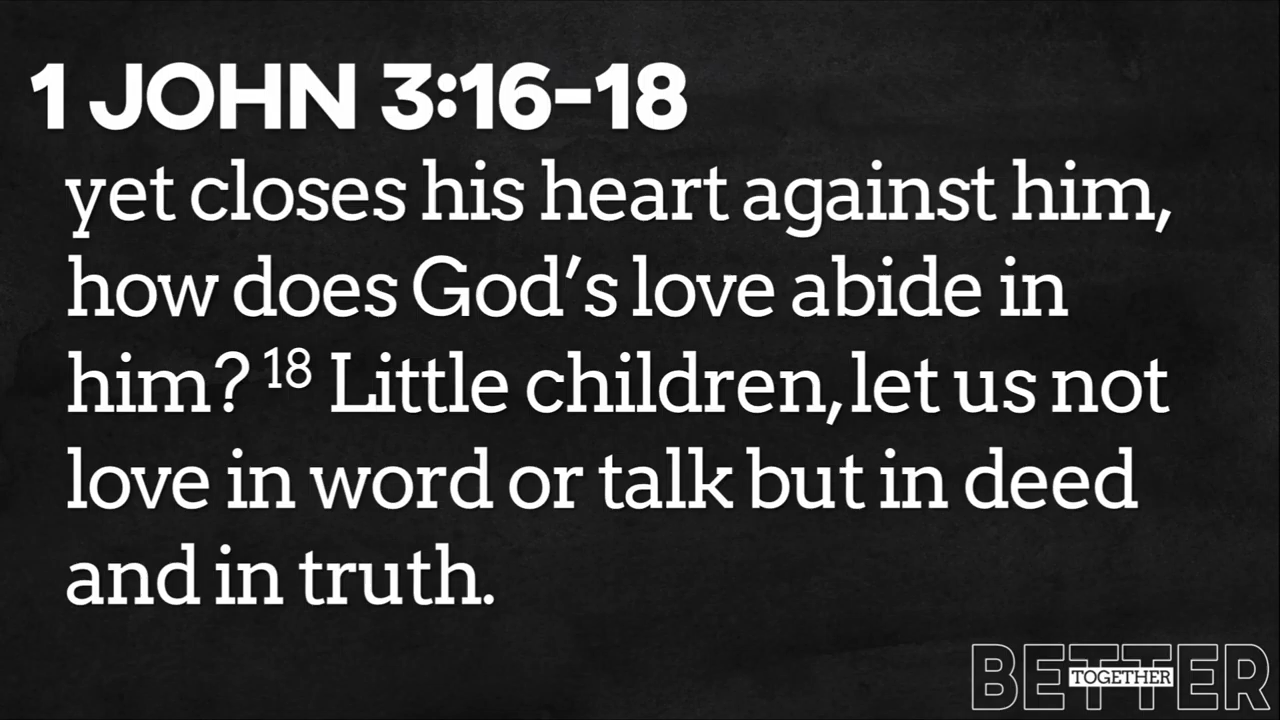 1 JOHN 3:16-18
yet closes his heart against him,
how does God's love abide in
him? 18 Little children, let us not
love in word or talk but in deed
and in truth.
BETTER
TOGETHER